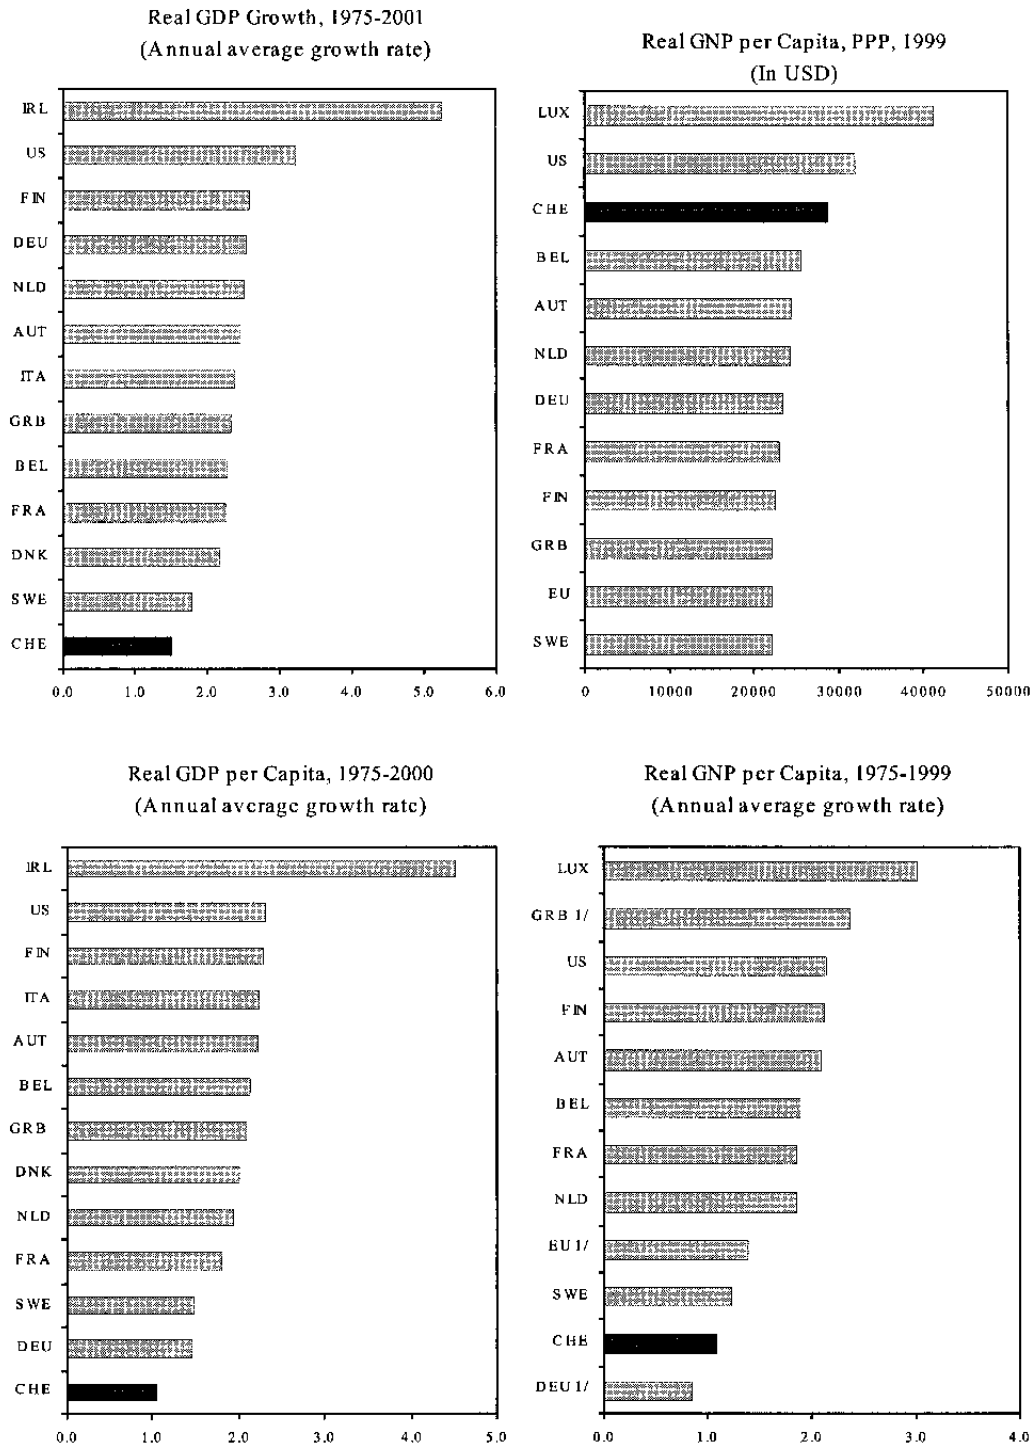 Real GDP Growth, 1975-2001
(Annual average growth rate)
IRL
US
FIN
DEU
NLD
AUT
ITA
GRB
BEL
FRA
DNK
SWE
CHE
0.0 1.0 2.0 3.0 4.0 5.0 6.0
Real GNP per Capita, PPP, 1999
(In USD)
LUX
US
CHE
BEL
AUT
NLD
DEU
FRA
FIN
GRB
EU
SWE
0 10000 20000 30000 40000 50000
Real GDP per Capita, 1975-2000
(Annual average growth rate)
IRL
US
FIN
ITA
AUT
BEL
GRB
DNK
NLD
FRA
SWE
DEU
CHE
0.0 1.0 2.0 3.0 4.0 5.0
Real GNP per Capita, 1975-1999
(Annual average growth rate)
LUX
GRB 1/
US
FIN
AUT
BEL
FRA
NLD
EU 1/
SWE
CHE
DEU 1/
0.0 1.0 2.0 3.0 4.0